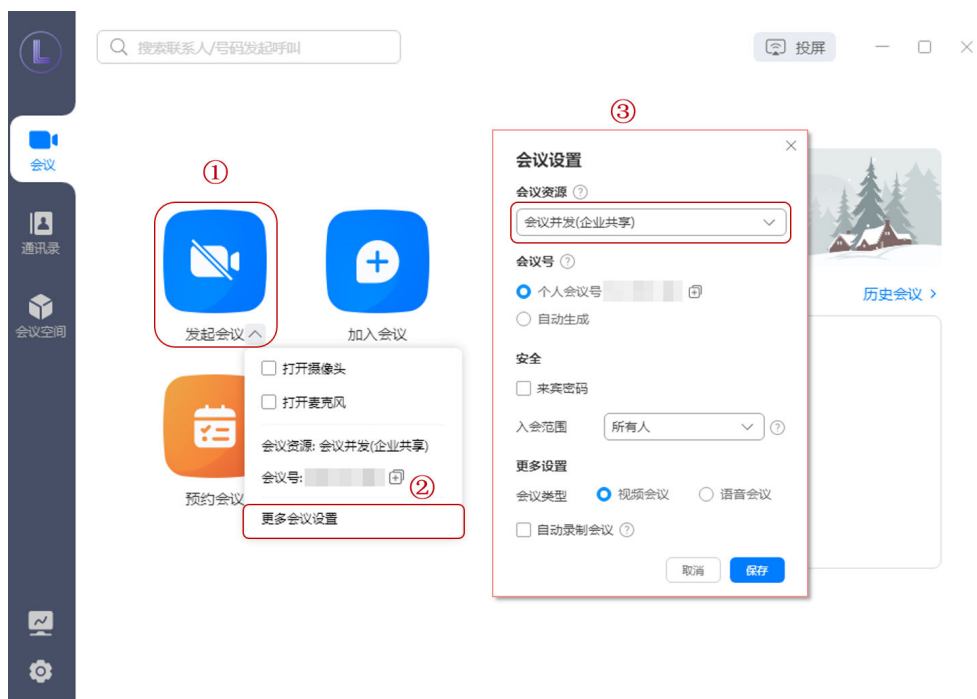 L
搜索联系人/号码发起呼叫
投屏
会议
通讯录
会议空间
①
发起会议
加入会议
预约会议
打开摄像头
打开麦克风
会议资源: 会议并发(企业共享)
会议号:
②
更多会议设置
③
会议设置
会议资源 ?
会议并发(企业共享)
会议号 ?
个人会议号
自动生成
安全
来宾密码
入会范围 所有人 ?
更多设置
会议类型 视频会议 语音会议
自动录制会议 ?
取消 保存
历史会议 >